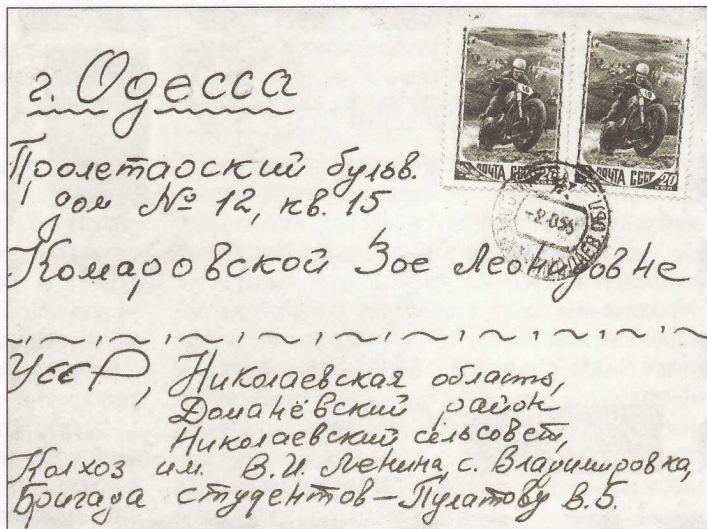 г. Одесса
Пролетарский бульв.
дом № 12, кв. 15
Комаровской Зое Леонидовне
УССР, Николаевская область,
Доманёвский район
Николаевский сельсовет,
Колхоз им. В.И. Ленина, с. Владимировка,
Бригада студентов – Пулатову В.Б.
ПОЧТА СССР 20
ПОЧТА СССР 20